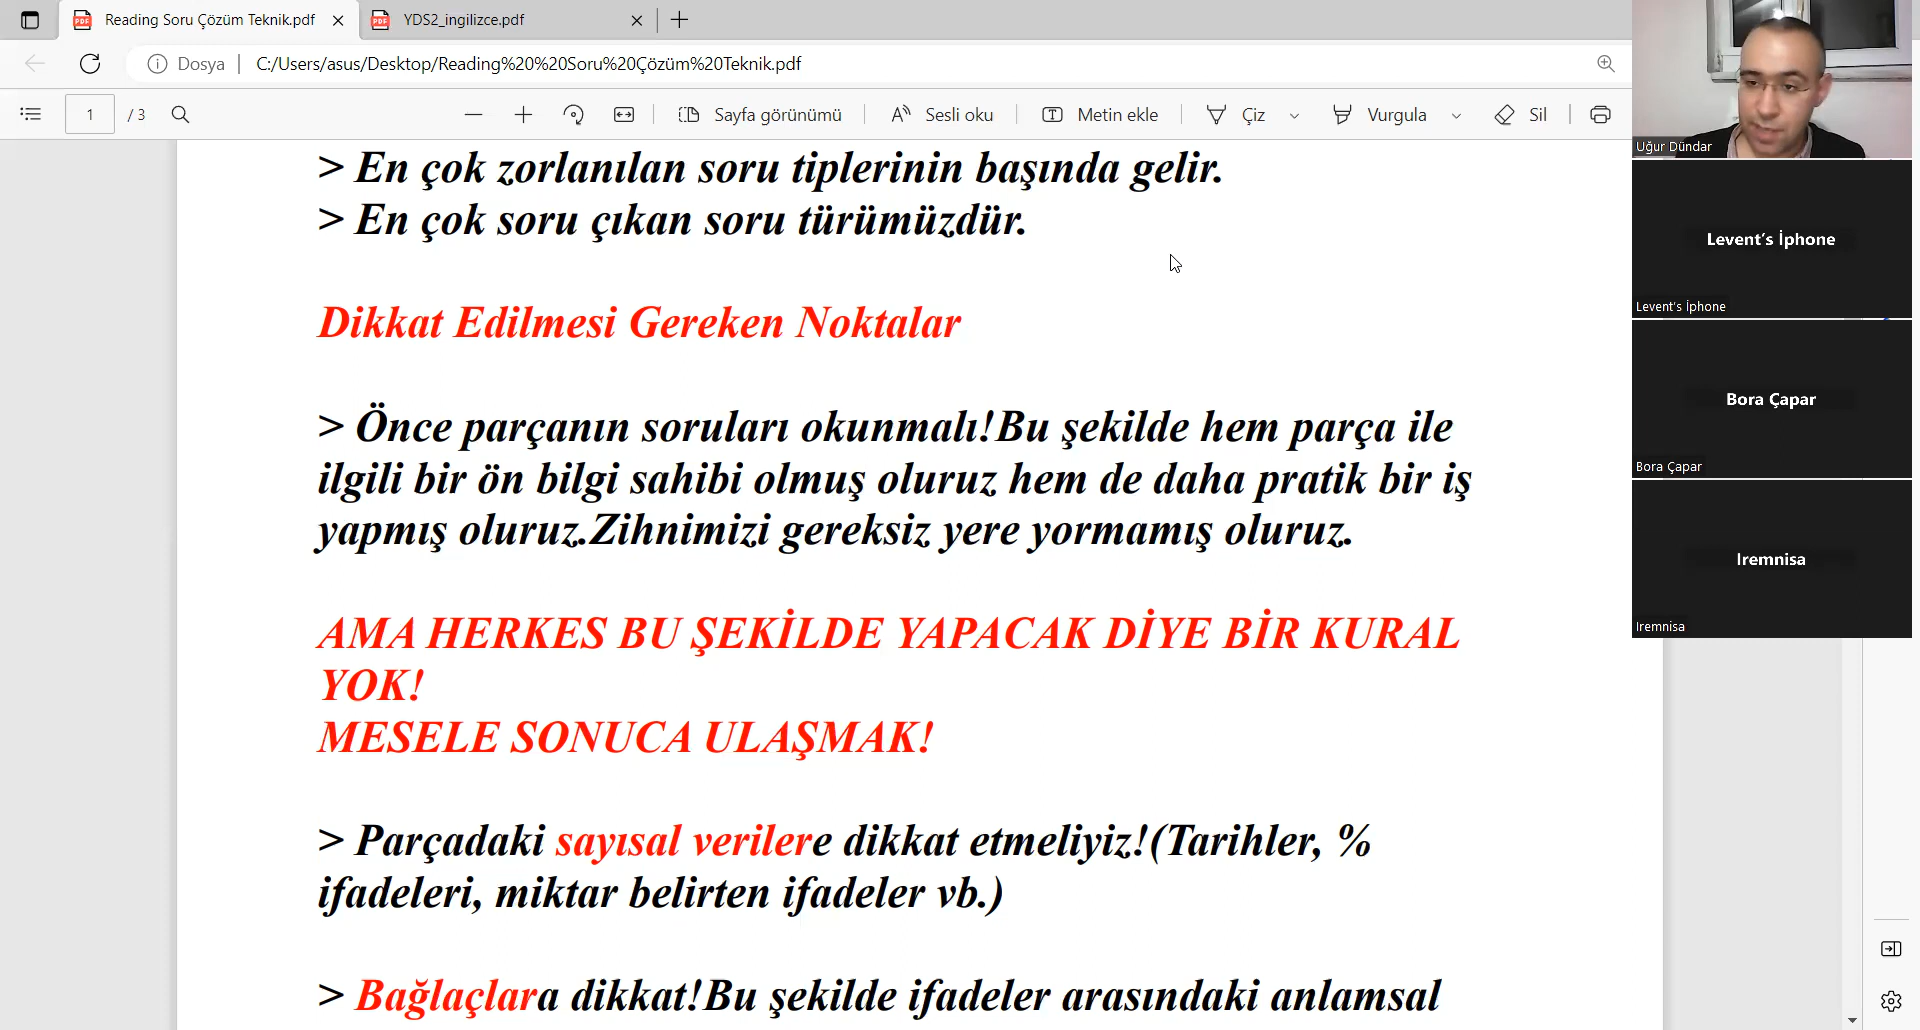 Reading Soru Çözüm Teknik.pdf
YDS2_ingilizce.pdf
Dosya
C:/Users/asus/Desktop/Reading%20%20Soru%20Çözüm%20Teknik.pdf
1 / 3
Sayfa görünümü
Sesli oku
Metin ekle
Çiz
Vurgula
Sil
> En çok zorlanılan soru tiplerinin başında gelir.
> En çok soru çıkan soru türümüzdür.
Dikkat Edilmesi Gereken Noktalar
> Önce parçanın soruları okunmalı!Bu şekilde hem parça ile
ilgili bir ön bilgi sahibi olmuş oluruz hem de daha pratik bir iş
yapmış oluruz.Zihnimizi gereksiz yere yormamış oluruz.
AMA HERKES BU ŞEKİLDE YAPACAK DİYE BİR KURAL
YOK!
MESELE SONUCA ULAŞMAK!
> Parçadaki sayısal verilere dikkat etmeliyiz!(Tarihler, %
ifadeleri, miktar belirten ifadeler vb.)
> Bağlaçlara dikkat!Bu şekilde ifadeler arasındaki anlamsal
Uğur Dündar
Levent's İphone
Levent's İphone
Bora Çapar
Bora Çapar
Iremnisa
Iremnisa